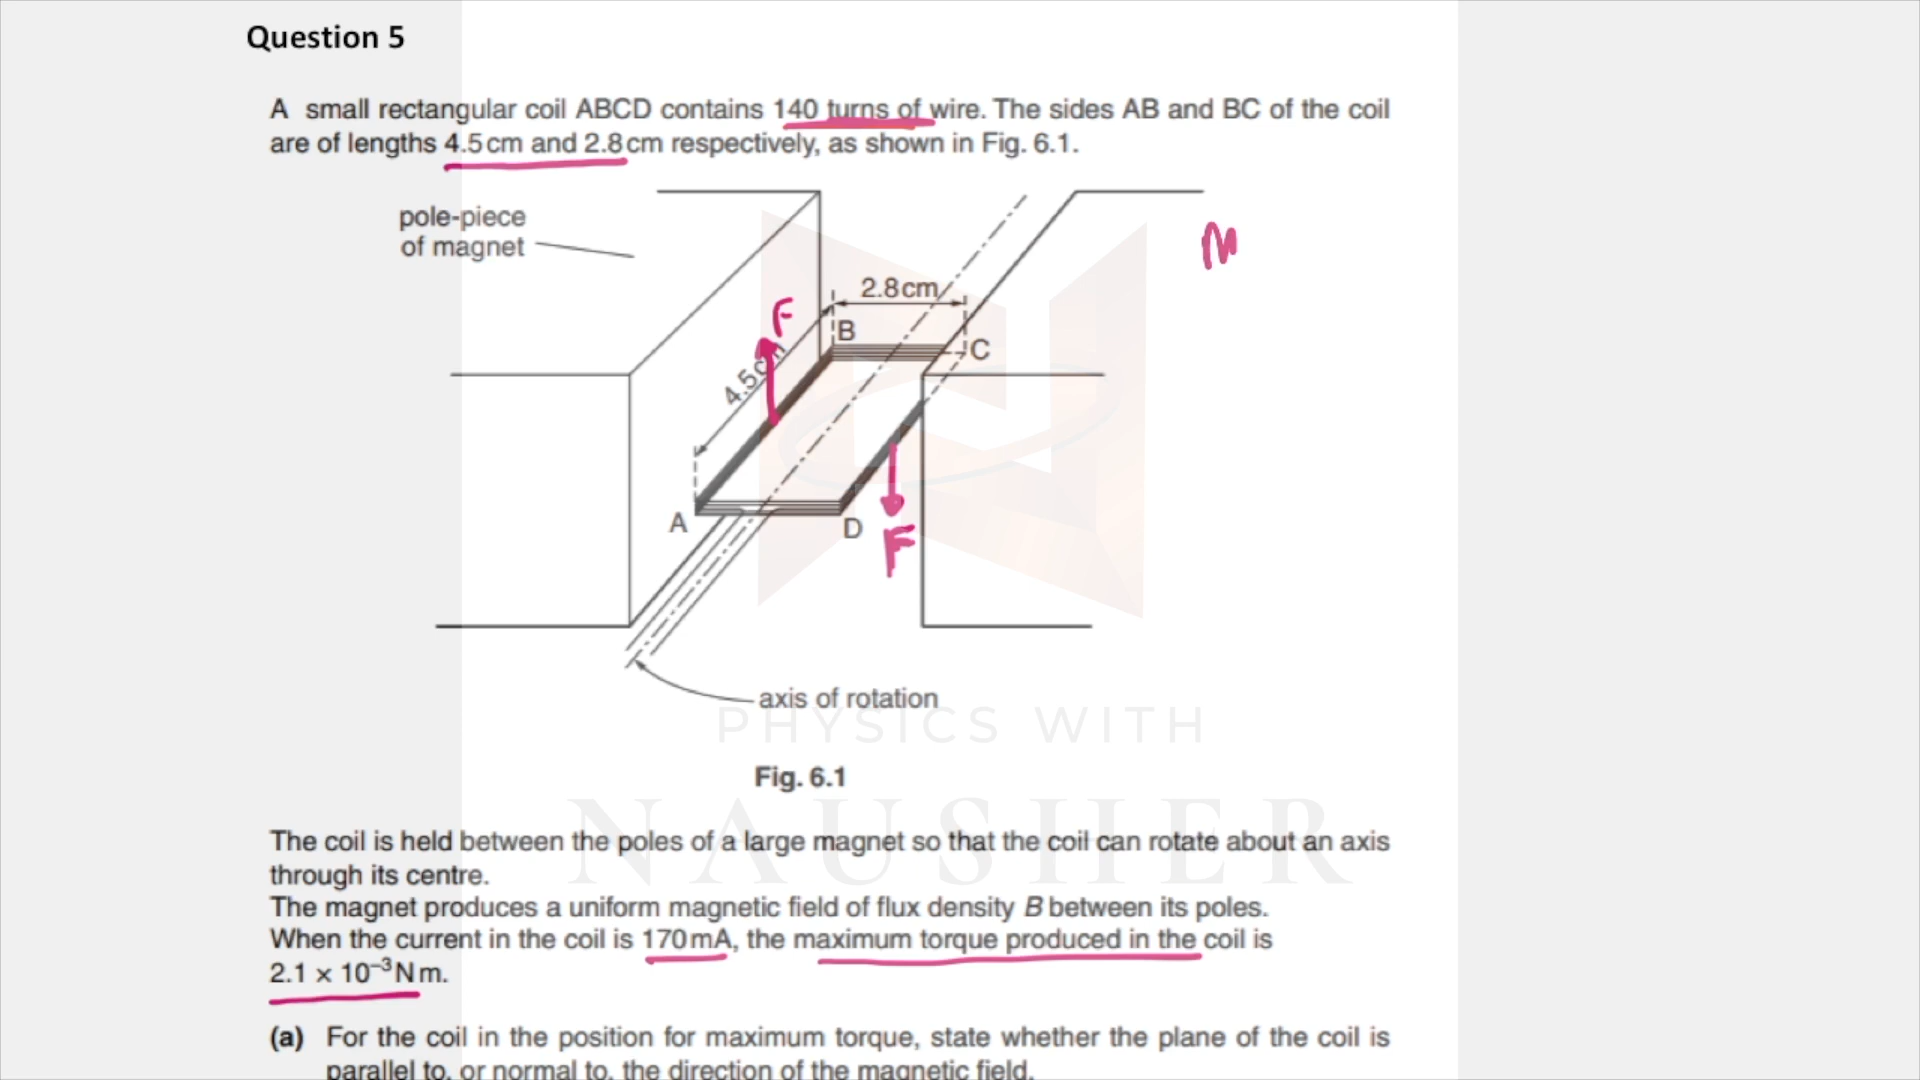 Question 5
A small rectangular coil ABCD contains 140 turns of wire. The sides AB and BC of the coil
are of lengths 4.5 cm and 2.8 cm respectively, as shown in Fig. 6.1.
pole-piece
of magnet
M
2.8 cm
F
B
C
4.5 cm
A
D
F
axis of rotation
PHYSICS WITH
Fig. 6.1
NAUSHER
The coil is held between the poles of a large magnet so that the coil can rotate about an axis
through its centre.
The magnet produces a uniform magnetic field of flux density B between its poles.
When the current in the coil is 170 mA, the maximum torque produced in the coil is
2.1 × 10⁻³ N m.
(a) For the coil in the position for maximum torque, state whether the plane of the coil is
parallel to, or normal to, the direction of the magnetic field.